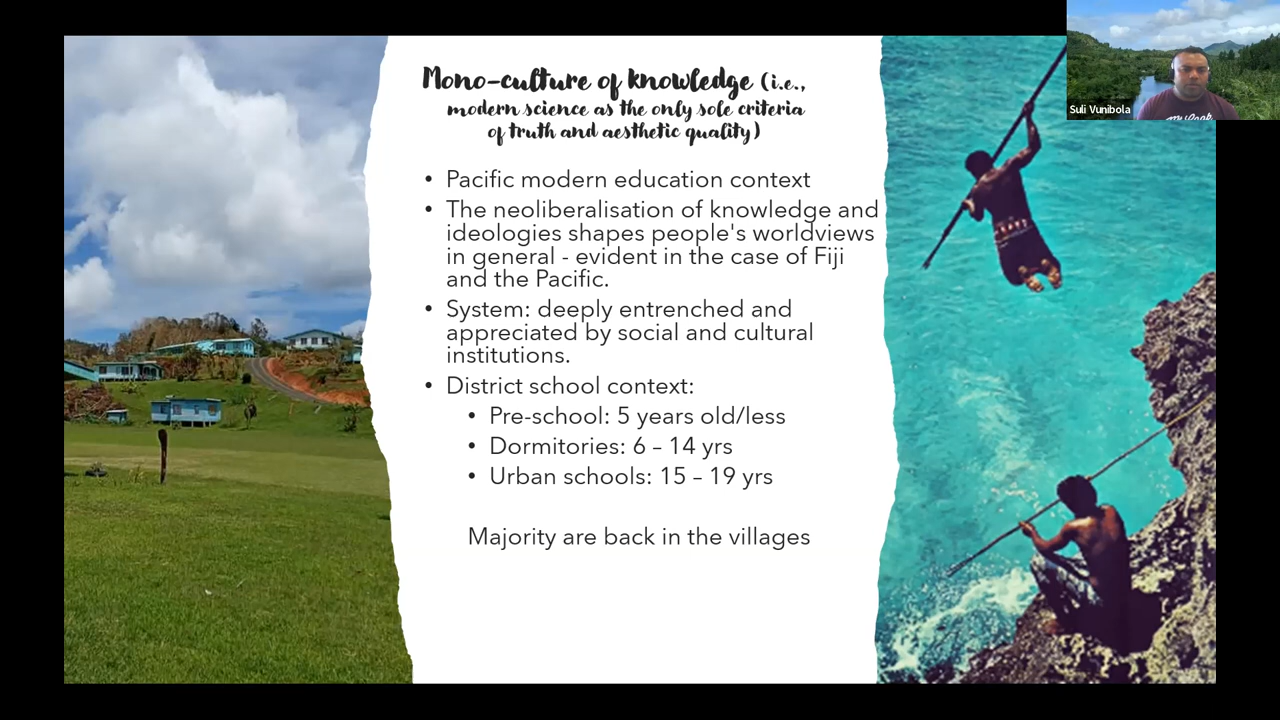 Mono-culture of knowledge (i.e.,
modern science as the only sole criteria
of truth and aesthetic quality)
• Pacific modern education context
• The neoliberalisation of knowledge and
ideologies shapes people's worldviews
in general - evident in the case of Fiji
and the Pacific.
• System: deeply entrenched and
appreciated by social and cultural
institutions.
• District school context:
• Pre-school: 5 years old/less
• Dormitories: 6 – 14 yrs
• Urban schools: 15 – 19 yrs
Majority are back in the villages
Suli Vunibola